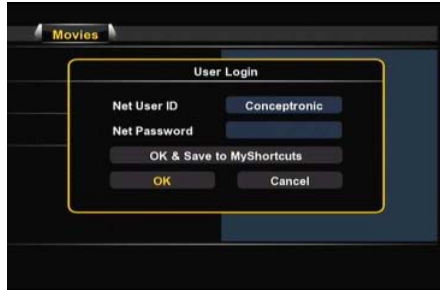 Movies
User Login
Net User ID Conceptronic
Net Password
OK & Save to MyShortcuts
OK Cancel